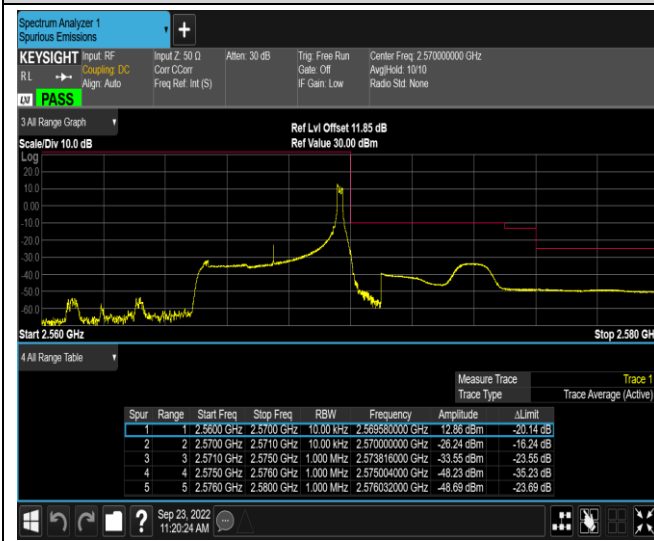 Spectrum Analyzer 1
Spurious Emissions
KEYSIGHT Input: RF Input Z: 50 Ω Atten: 30 dB Trig: Free Run Center Freq: 2.570000000 GHz
R L Coupling: DC Corr CCorr Gate: Off Avg|Hold: 10/10
Align: Auto Freq Ref: Int (S) IF Gain: Low Radio Std: None
LXI PASS
3 All Range Graph
Ref Lvl Offset 11.85 dB
Scale/Div 10.0 dB Ref Value 30.00 dBm
Log
20.0
10.0
0.00
-10.0
-20.0
-30.0
-40.0
-50.0
-60.0
Start 2.560 GHz Stop 2.580 GH
4 All Range Table
Measure Trace Trace 1
Trace Type Trace Average (Active)
Spur Range Start Freq Stop Freq RBW Frequency Amplitude ΔLimit
1 1 2.5600 GHz 2.5700 GHz 10.00 kHz 2.569580000 GHz 12.86 dBm -20.14 dB
2 2 2.5700 GHz 2.5710 GHz 10.00 kHz 2.570000000 GHz -26.24 dBm -16.24 dB
3 3 2.5710 GHz 2.5750 GHz 1.000 MHz 2.573816000 GHz -33.55 dBm -23.55 dB
4 4 2.5750 GHz 2.5760 GHz 1.000 MHz 2.575004000 GHz -48.23 dBm -35.23 dB
5 5 2.5760 GHz 2.5800 GHz 1.000 MHz 2.576032000 GHz -48.69 dBm -23.69 dB
Sep 23, 2022
11:20:24 AM